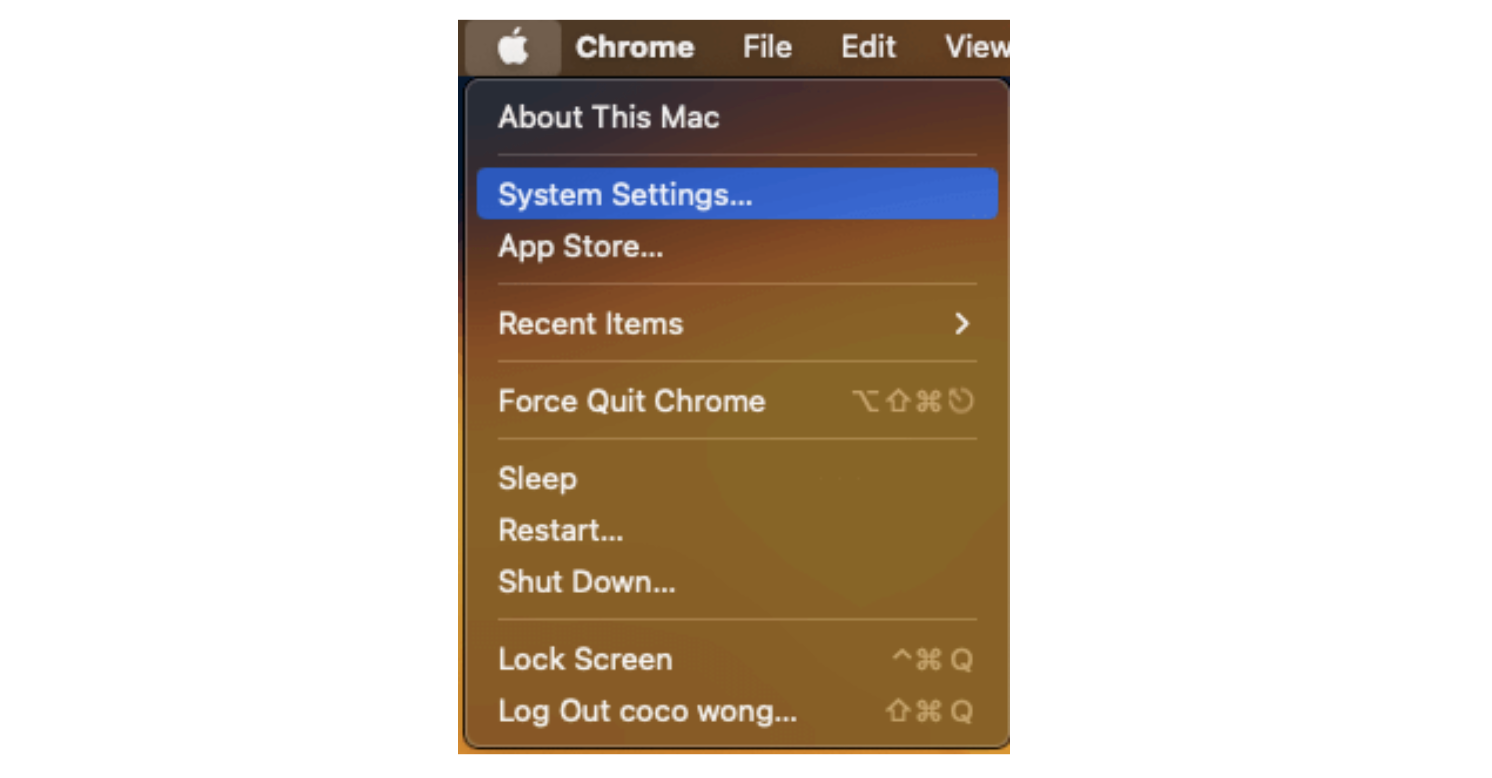 Chrome File Edit View
About This Mac
System Settings...
App Store...
Recent Items
Force Quit Chrome ⌥⇧⌘⎋
Sleep
Restart...
Shut Down...
Lock Screen ^⌘Q
Log Out coco wong... ⇧⌘Q